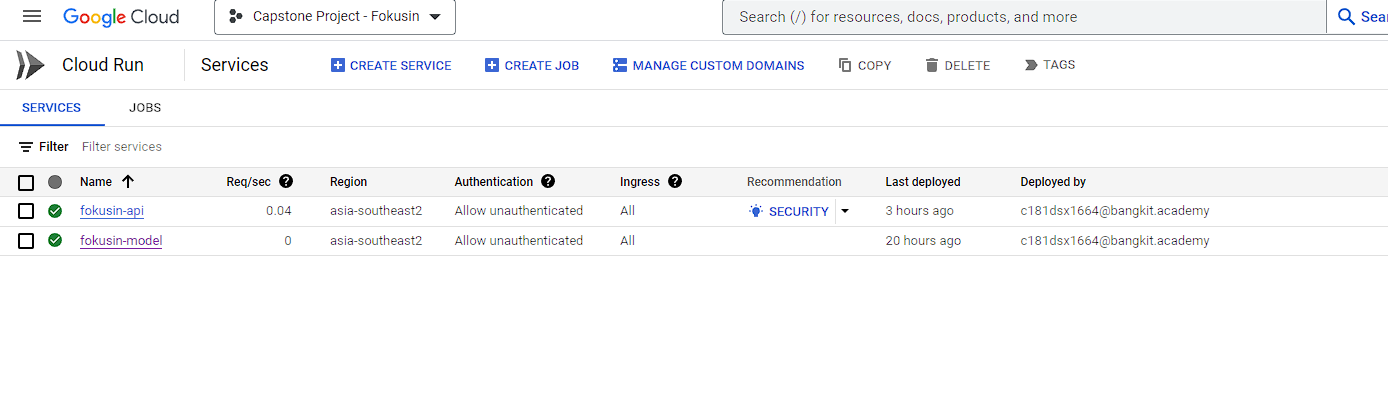 Google Cloud Capstone Project - Fokusin Search (/) for resources, docs, products, and more Sear
Cloud Run Services CREATE SERVICE CREATE JOB MANAGE CUSTOM DOMAINS COPY DELETE TAGS
SERVICES JOBS
Filter Filter services
Name Req/sec Region Authentication Ingress Recommendation Last deployed Deployed by
fokusin-api 0.04 asia-southeast2 Allow unauthenticated All SECURITY 3 hours ago c181dsx1664@bangkit.academy
fokusin-model 0 asia-southeast2 Allow unauthenticated All 20 hours ago c181dsx1664@bangkit.academy